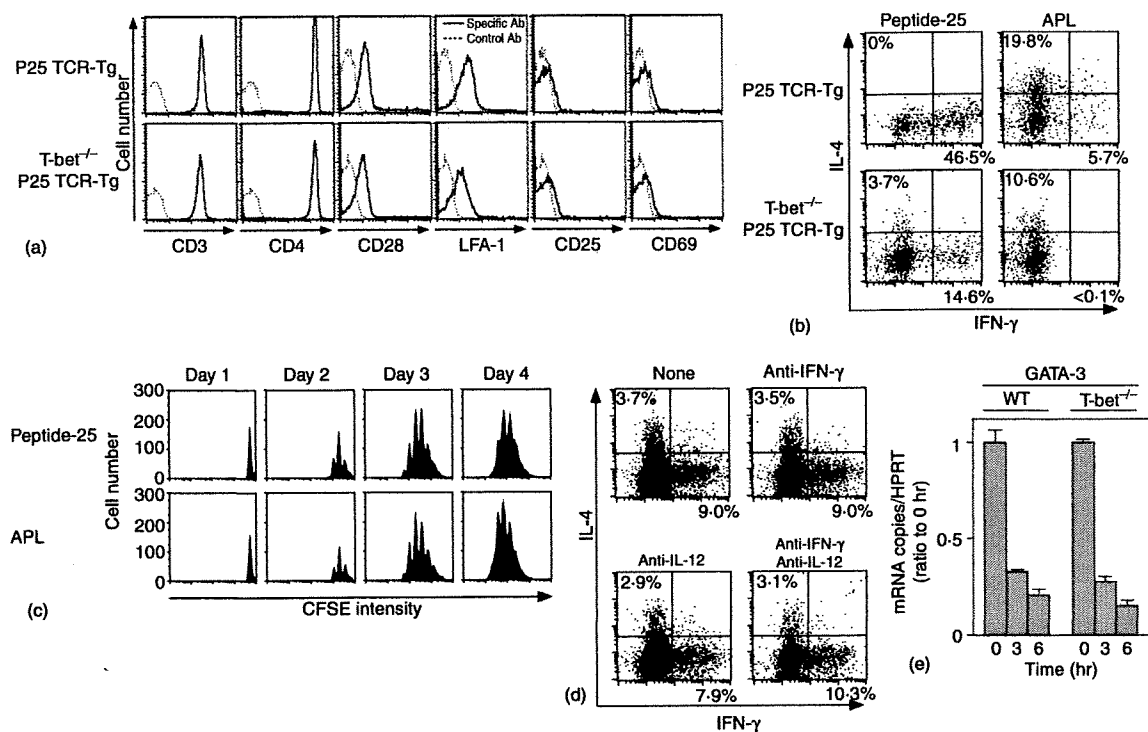 Specific Ab
Control Ab
P25 TCR-Tg
T-bet–/–
P25 TCR-Tg
Cell number
CD3 CD4 CD28 LFA-1 CD25 CD69
(a)
Peptide-25 APL
0% 19·8%
P25 TCR-Tg
46·5% 5·7%
IL-4
3·7% 10·6%
T-bet–/–
P25 TCR-Tg
14·6% <0·1%
IFN-γ
(b)
Day 1 Day 2 Day 3 Day 4
300
200
100
0
Peptide-25
Cell number
300
200
100
0
APL
CFSE intensity
(c)
None Anti-IFN-γ
3·7% 3·5%
9·0% 9·0%
IL-4
Anti-IL-12 Anti-IFN-γ
Anti-IL-12
2·9% 3·1%
7·9% 10·3%
IFN-γ
(d)
GATA-3
WT T-bet–/–
1
0·5
0
mRNA copies/HPRT
(ratio to 0 hr)
0 3 6 0 3 6
Time (hr)
(e)